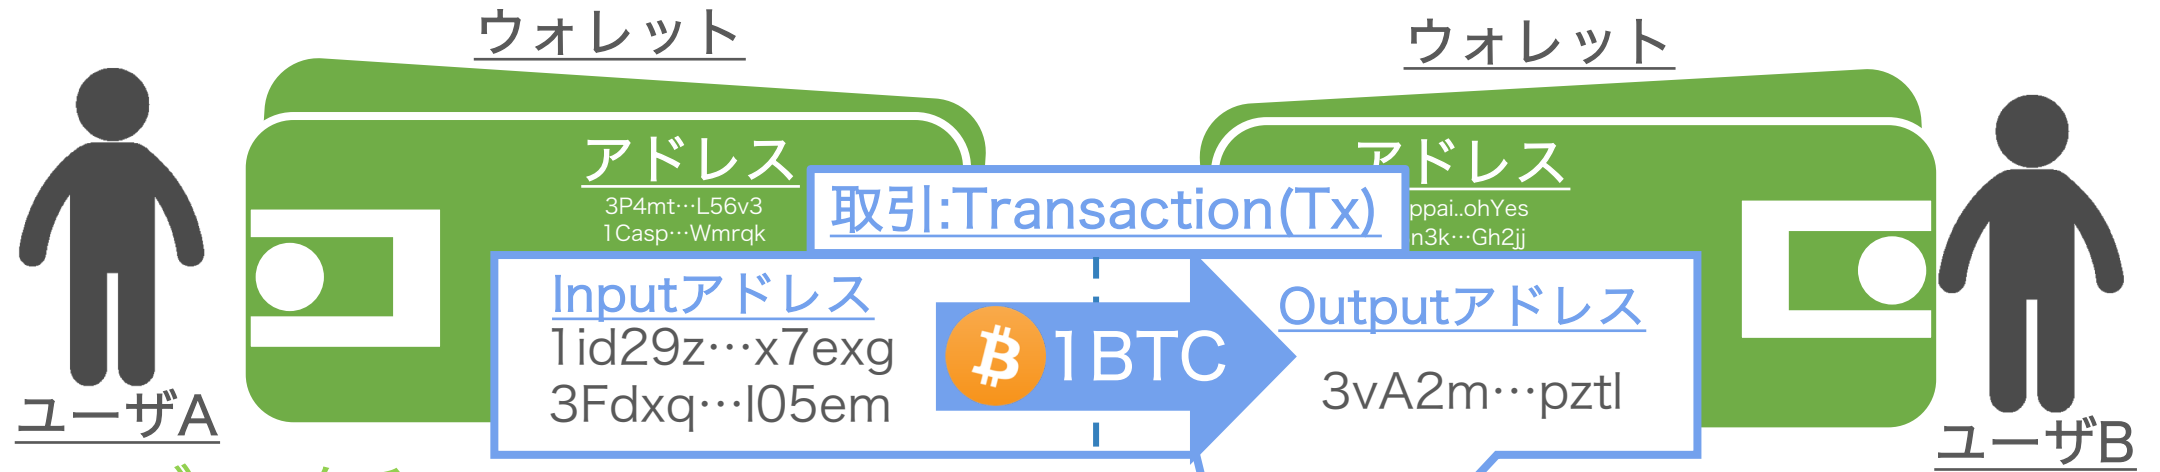 ウォレット
ウォレット
アドレス
3P4mt…L56v3
1Casp…Wmrqk
アドレス
ppai..ohYes
n3k…Gh2jj
取引:Transaction(Tx)
Inputアドレス
1id29z…x7exg
3Fdxq…l05em
1BTC
Outputアドレス
3vA2m…pztl
ユーザA
ユーザB